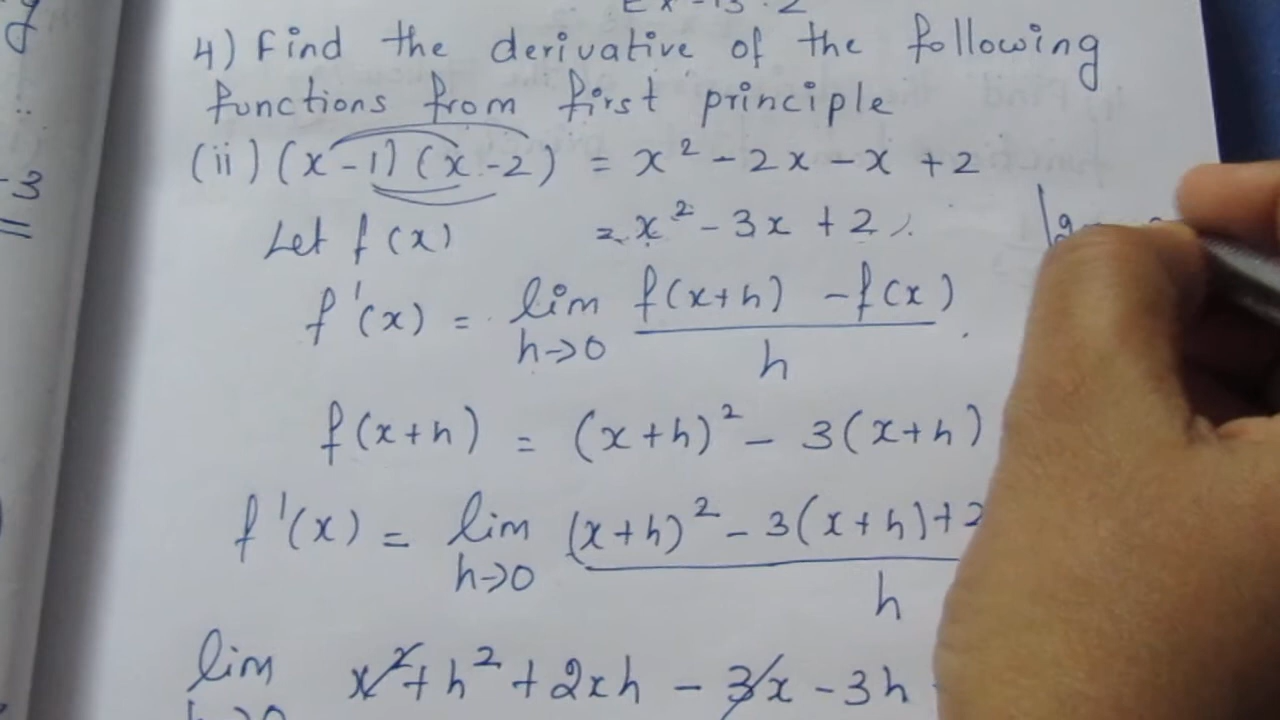 4) Find the derivative of the following
functions from first principle
(ii) (x-1) (x-2) = x² - 2x - x + 2
Let f(x) = x² - 3x + 2
f'(x) = lim h→0 f(x+h) - f(x) / h
f(x+h) = (x+h)² - 3(x+h)
f'(x) = lim h→0 (x+h)² - 3(x+h)+2 / h
lim h→0 x² + h² + 2xh - 3x - 3h